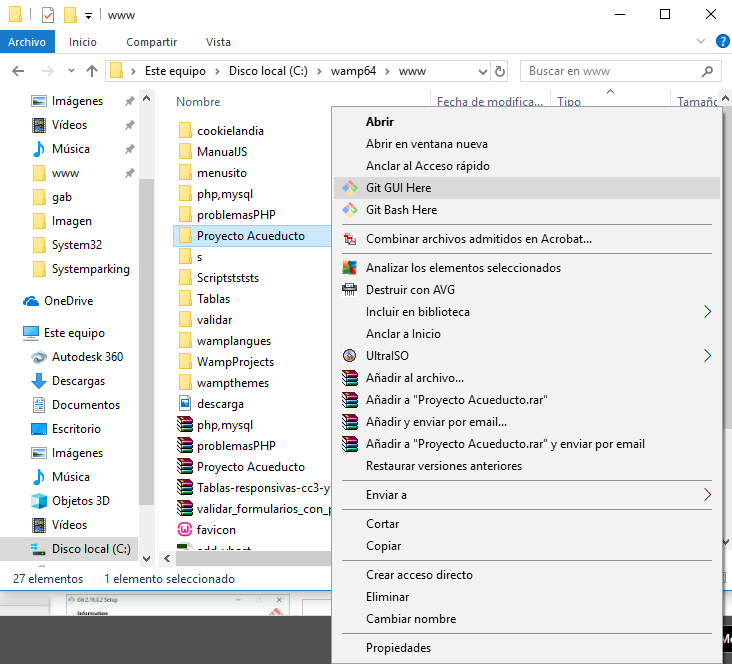 www
Archivo Inicio Compartir Vista
Este equipo > Disco local (C:) > wamp64 > www
Buscar en www
Imágenes
Vídeos
Música
www
gab
Imagen
System32
Systemparking
OneDrive
Este equipo
Autodesk 360
Descargas
Documentos
Escritorio
Imágenes
Música
Objetos 3D
Vídeos
Disco local (C:)
Nombre Fecha de modifica... Tipo Tamaño
cookielandia
ManualJS
menusito
php,mysql
problemasPHP
Proyecto Acueducto
s
Scriptststs
Tablas
validar
wamplangues
WampProjects
wampthemes
descarga
php,mysql
problemasPHP
Proyecto Acueducto
Tablas-responsivas-cc3-y
validar_formularios_con_p
favicon
add_vhost
Abrir
Abrir en ventana nueva
Anclar al Acceso rápido
Git GUI Here
Git Bash Here
Combinar archivos admitidos en Acrobat...
Analizar los elementos seleccionados
Destruir con AVG
Incluir en biblioteca
Anclar a Inicio
UltraISO
Añadir al archivo...
Añadir a "Proyecto Acueducto.rar"
Añadir y enviar por email...
Añadir a "Proyecto Acueducto.rar" y enviar por email
Restaurar versiones anteriores
Enviar a
Cortar
Copiar
Crear acceso directo
Eliminar
Cambiar nombre
Propiedades
27 elementos 1 elemento seleccionado
Git 2.16.0.2 Setup
Information